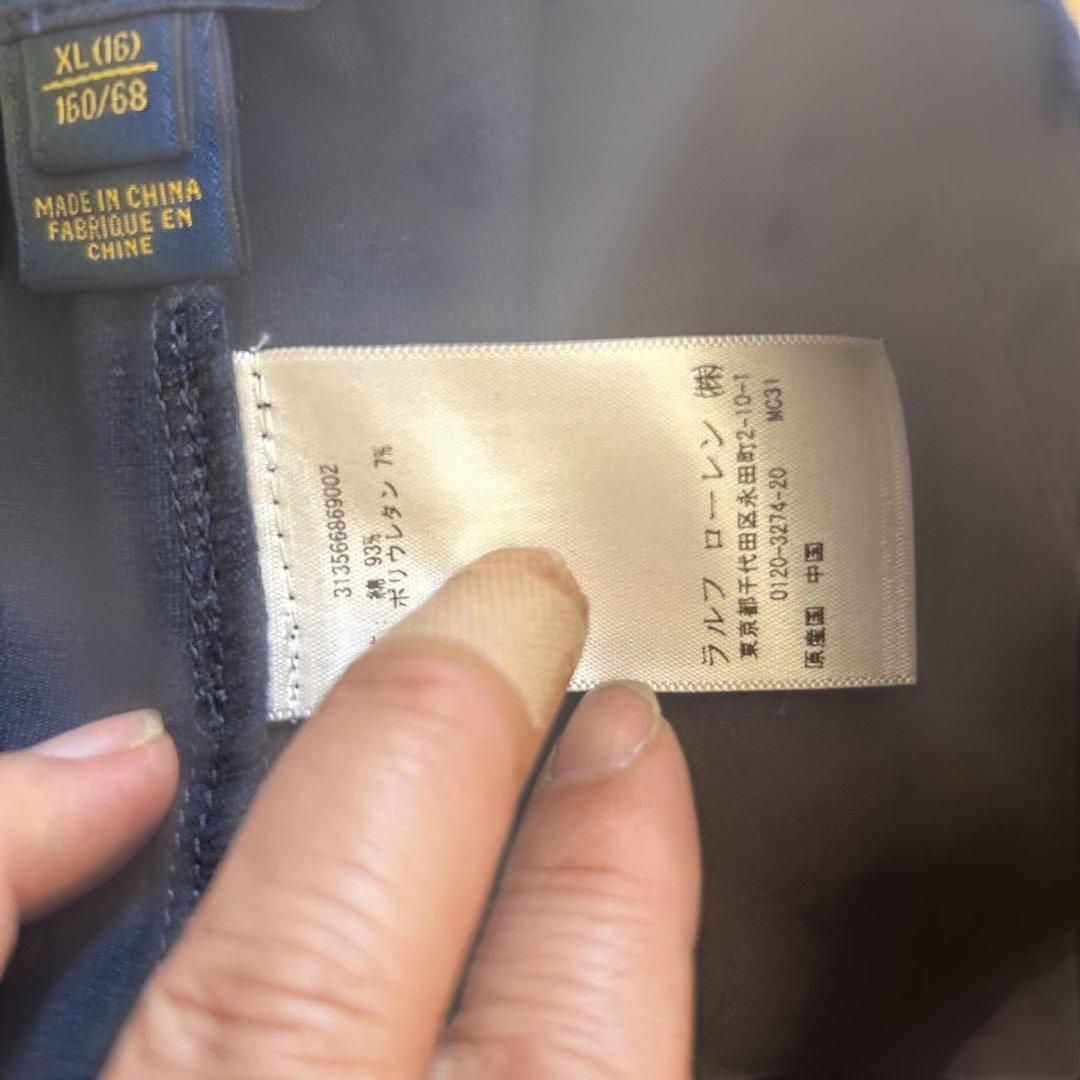 XL (16)
160/68
MADE IN CHINA
FABRIQUE EN
CHINE
313566869002
綿 93%
ポリウレタン 7%
ラルフ ローレン ㈱
東京都千代田区永田町2-10-1
0120-3274-20 MC31
原産国 中国